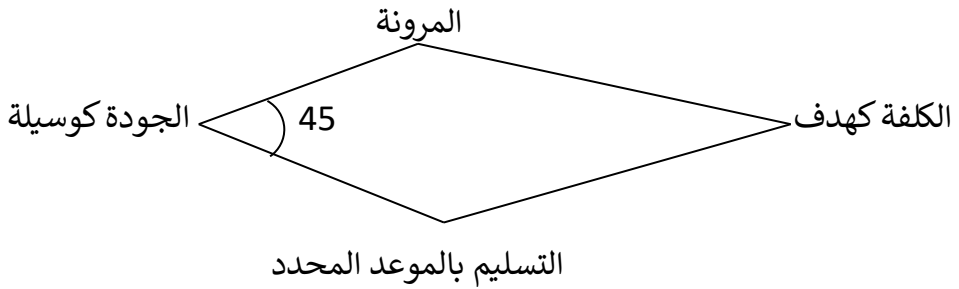 المرونة
الكلفة كهدف
45
الجودة كوسيلة
التسليم بالموعد المحدد